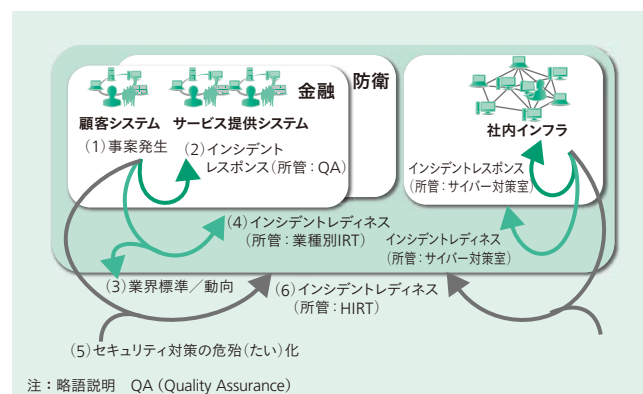 金融
防衛
顧客システム
サービス提供システム
(1)事案発生
(2)インシデント
レスポンス(所管:QA)
社内インフラ
インシデントレスポンス
(所管:サイバー対策室)
(4)インシデントレディネス
(所管:業種別IRT)
インシデントレディネス
(所管:サイバー対策室)
(3)業界標準/動向
(6)インシデントレディネス
(所管:HIRT)
(5)セキュリティ対策の危殆(たい)化
注:略語説明 QA(Quality Assurance)